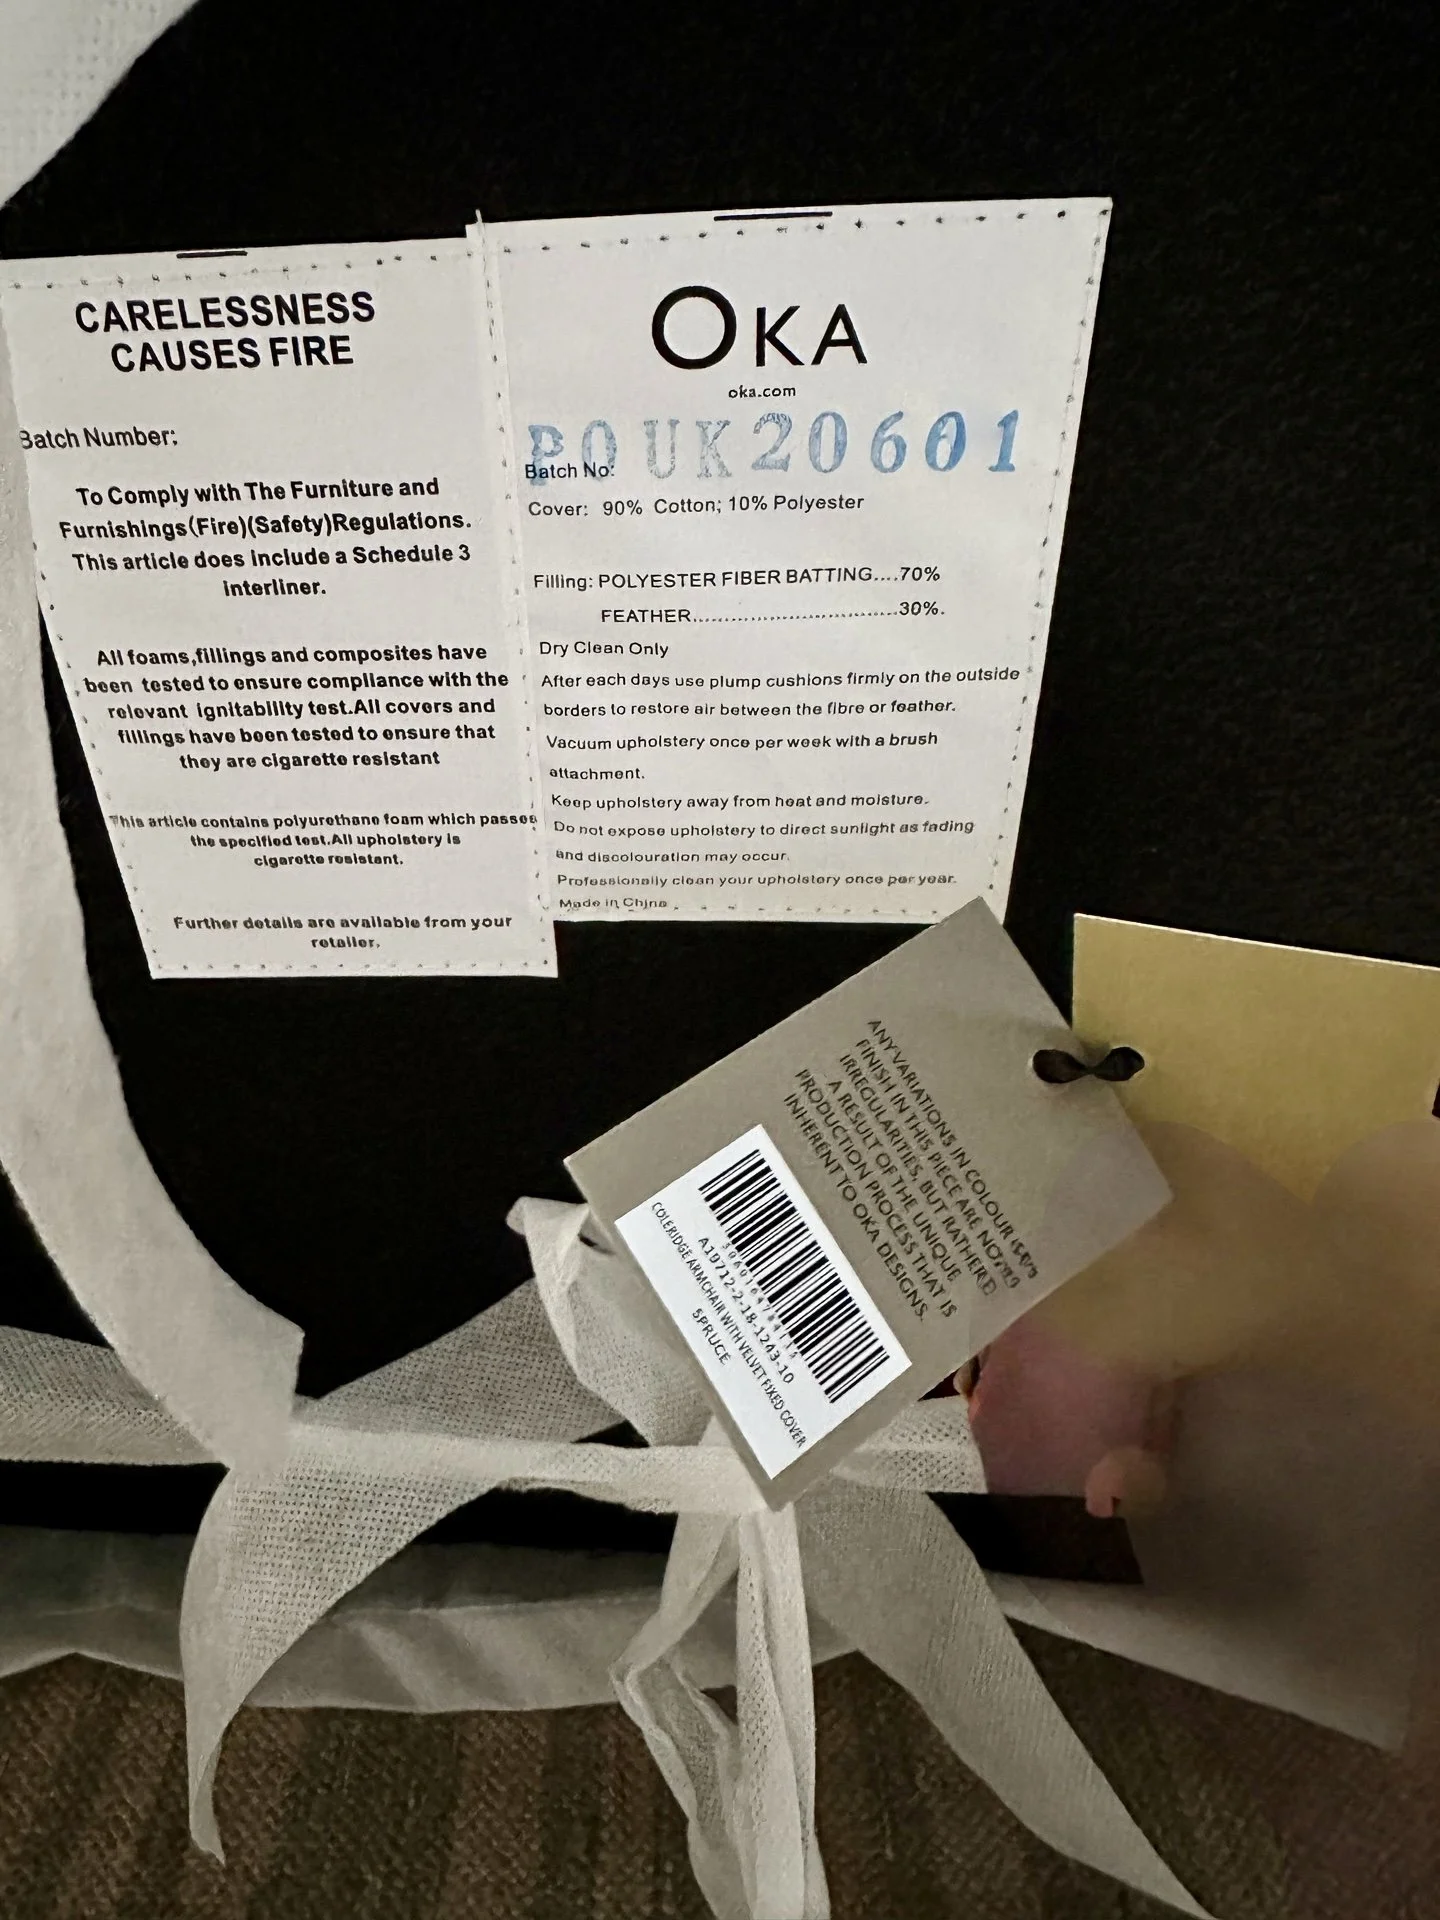 CARELESSNESS
CAUSES FIRE
Batch Number:
To Comply with The Furniture and
Furnishings(Fire)(Safety)Regulations.
This article does include a Schedule 3
interliner.
All foams,fillings and composites have
been tested to ensure compliance with the
relevant ignitability test.All covers and
fillings have been tested to ensure that
they are cigarette resistant
This article contains polyurethane foam which passes
the specified test.All upholstery is
cigarette resistant.
Further details are available from your
retailer.
OKA
oka.com
POUK20601
Batch No:
Cover: 90% Cotton; 10% Polyester
Filling: POLYESTER FIBER BATTING....70%
FEATHER.................................30%.
Dry Clean Only
After each days use plump cushions firmly on the outside
borders to restore air between the fibre or feather.
Vacuum upholstery once per week with a brush
attachment.
Keep upholstery away from heat and moisture.
Do not expose upholstery to direct sunlight as fading
and discolouration may occur.
Professionally clean your upholstery once per year.
Made in China
ANY VARIATIONS IN COLOUR
FINISH IN THIS PIECE ARE NOT
IRREGULARITIES, BUT RATHER
A RESULT OF THE UNIQUE
PRODUCTION PROCESS THAT IS
INHERENT TO OKA DESIGNS.
A19712-2-18-1243-10
COLERIDGE ARMCHAIR WITH VELVET FIXED COVER
SPRUCE